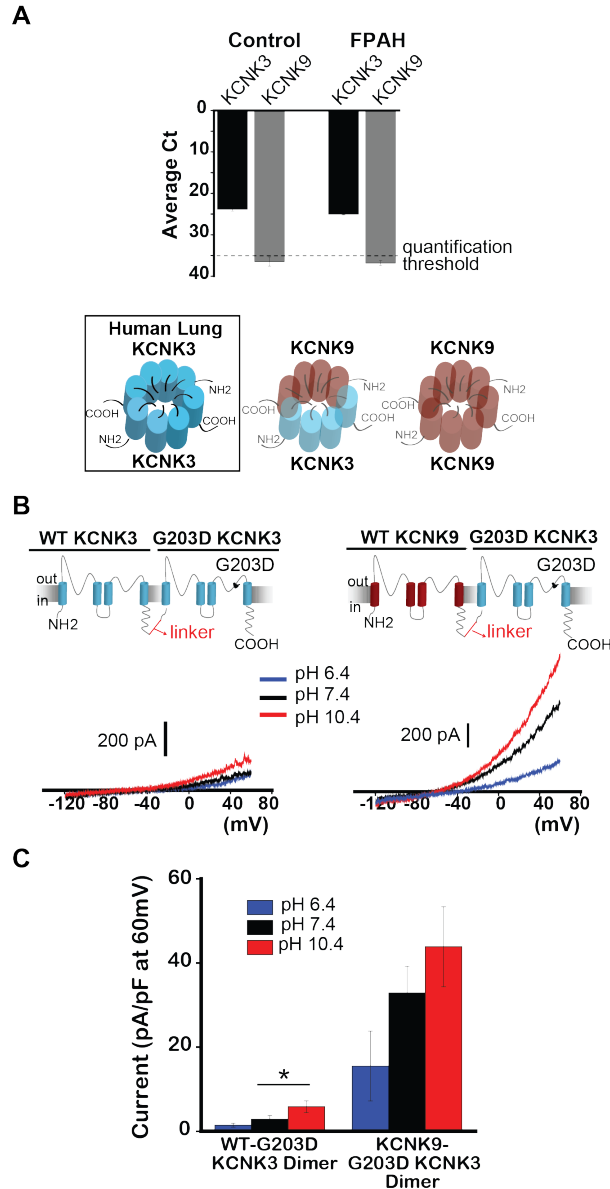 A
Control FPAH
KCNK3 KCNK9 KCNK3 KCNK9
0
10
20
30
40
Average Ct
quantification
threshold
Human Lung
KCNK3 KCNK9 KCNK9
NH2 NH2 NH2
COOH COOH COOH COOH COOH COOH
NH2 NH2 NH2
KCNK3 KCNK3 KCNK9
B
WT KCNK3 G203D KCNK3 WT KCNK9 G203D KCNK3
G203D G203D
out out
in in
NH2 linker COOH NH2 linker COOH
pH 6.4
pH 7.4
pH 10.4
200 pA 200 pA
-120 -80 -40 0 40 80 -120 -80 -40 0 40 60 80
(mV) (mV)
C
60
40
20
0
Current (pA/pF at 60mV)
pH 6.4
pH 7.4
pH 10.4
*
WT-G203D KCNK9-
KCNK3 Dimer G203D KCNK3
Dimer